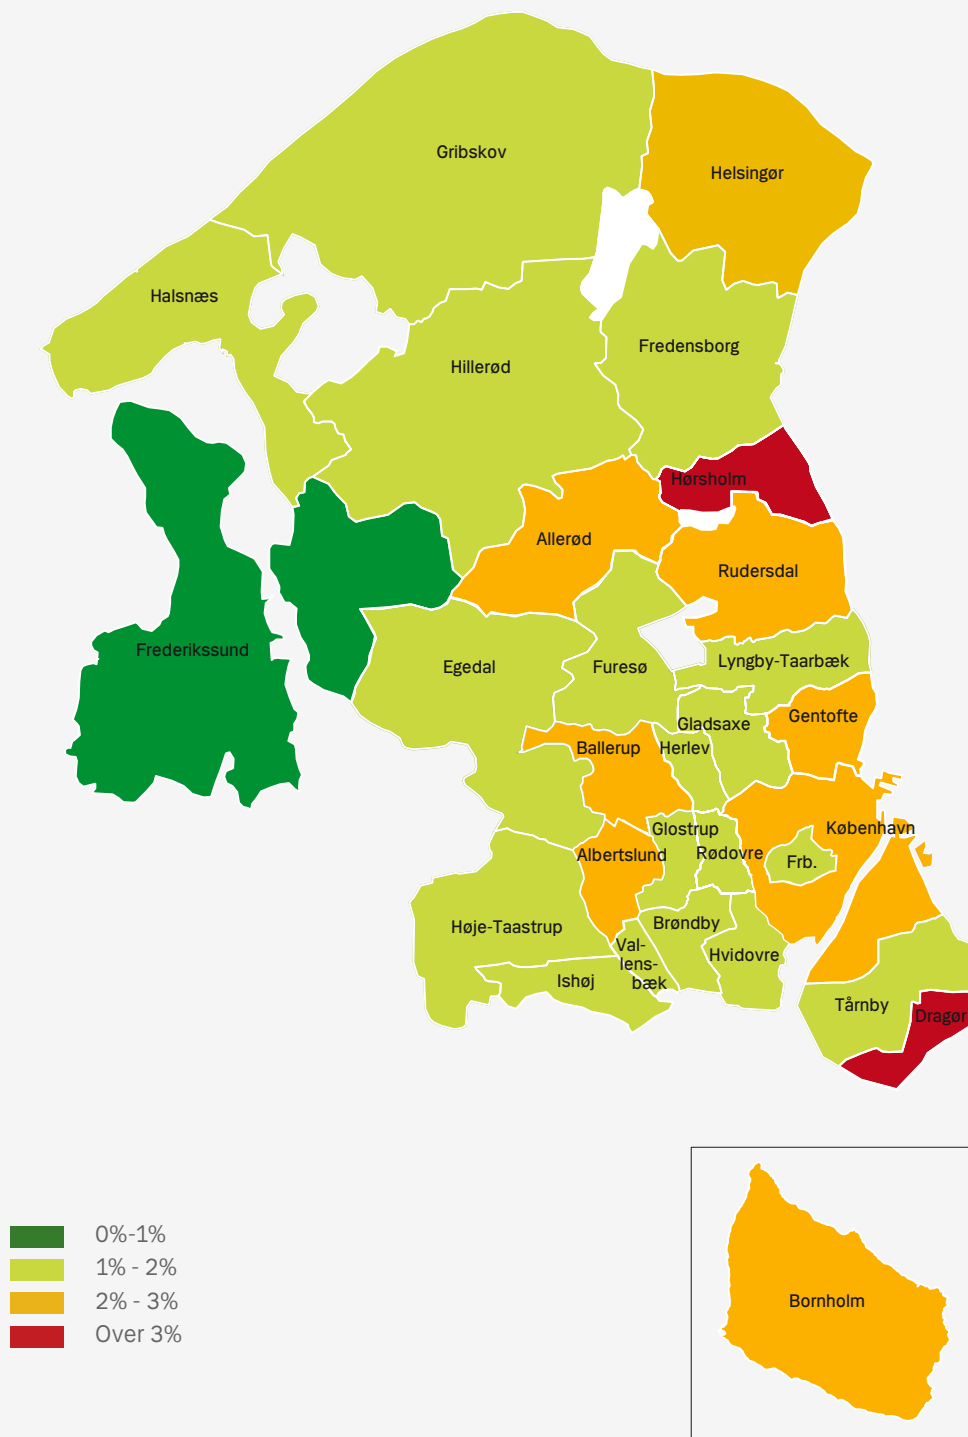 Gribskov
Helsingør
Halsnæs
Fredensborg
Hillerød
Hørsholm
Allerød
Rudersdal
Frederikssund
Egedal
Furesø
Lyngby-Taarbæk
Gentofte
Gladsaxe
Ballerup
Herlev
København
Glostrup
Albertslund
Rødovre
Frb.
Høje-Taastrup
Brøndby
Val-
lens-
bæk
Hvidovre
Ishøj
Tårnby
Dragør
0%-1%
1% - 2%
2% - 3%
Over 3%
Bornholm